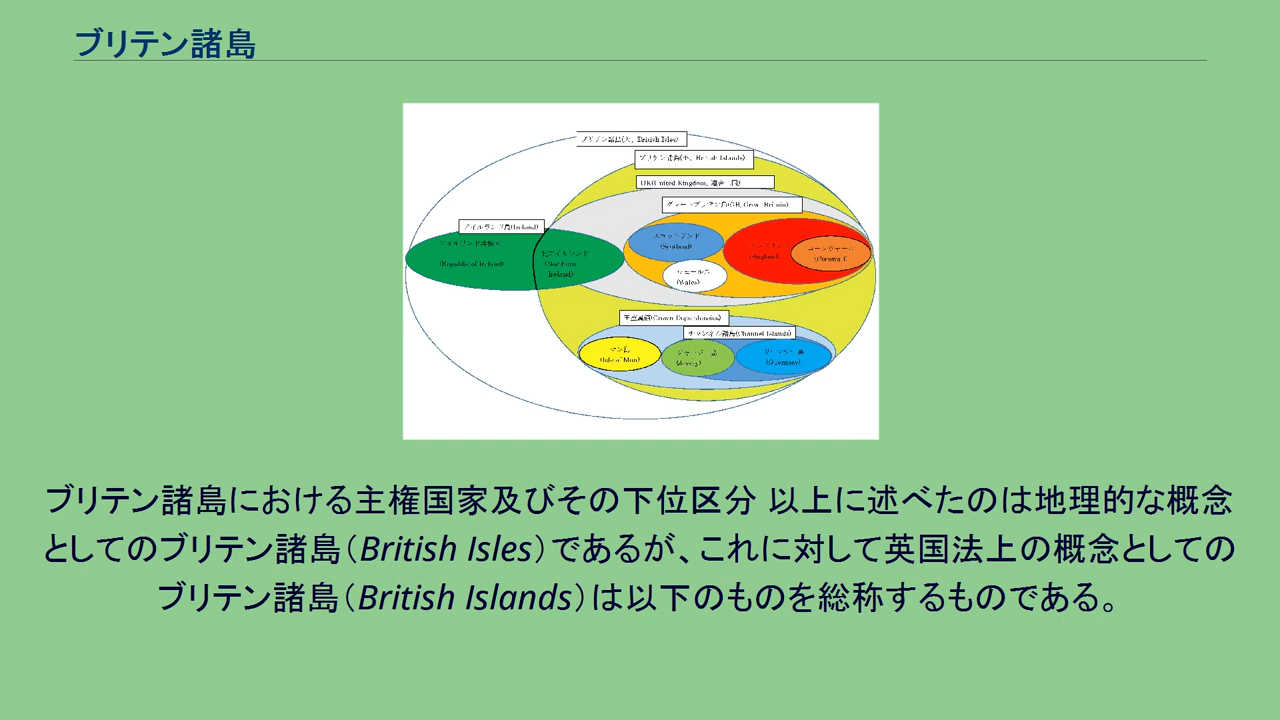 ブリテン諸島
ブリテン諸島(大、British Isles)
ブリテン諸島(小、British Islands)
UK(United Kingdom, 連合王国)
グレートブリテン島(GB, Great Britain)
アイルランド島(Ireland)
アイルランド共和国
(Republic of Ireland)
北アイルランド
(Northern
Ireland)
スコットランド
(Scotland)
ウェールズ
(Wales)
イングランド
(England)
コーンウォール
(Cornwall)
王室属領(Crown Dependencies)
チャンネル諸島(Channel Islands)
マン島
(Isle of Man)
ジャージー島
(Jersey)
ガーンジー島
(Guernsey)
ブリテン諸島における主権国家及びその下位区分 以上に述べたのは地理的な概念
としてのブリテン諸島（British Isles）であるが、これに対して英国法上の概念としての
ブリテン諸島（British Islands）は以下のものを総称するものである。